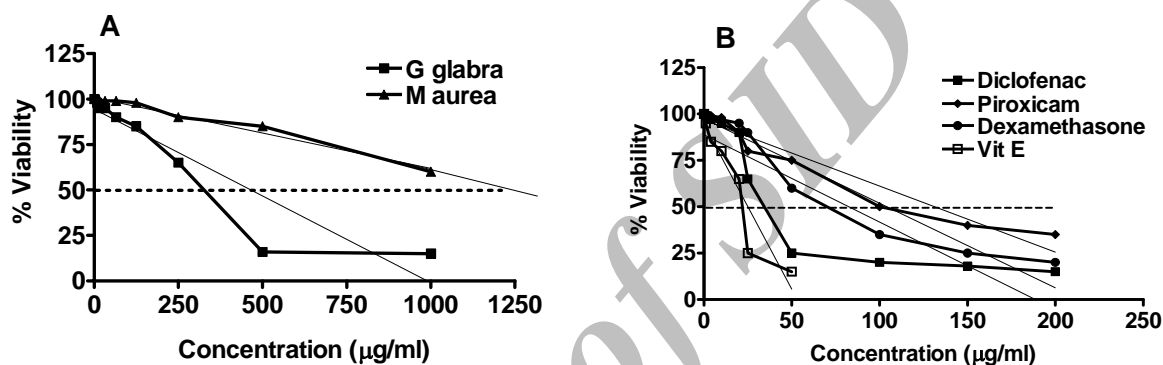 A
G glabra
M aurea
% Viability
125
100
75
50
25
0
0 250 500 750 1000 1250
Concentration (μg/ml)
B
Diclofenac
Piroxicam
Dexamethasone
Vit E
% Viability
125
100
75
50
25
0
0 50 100 150 200 250
Concentration (μg/ml)
of SID